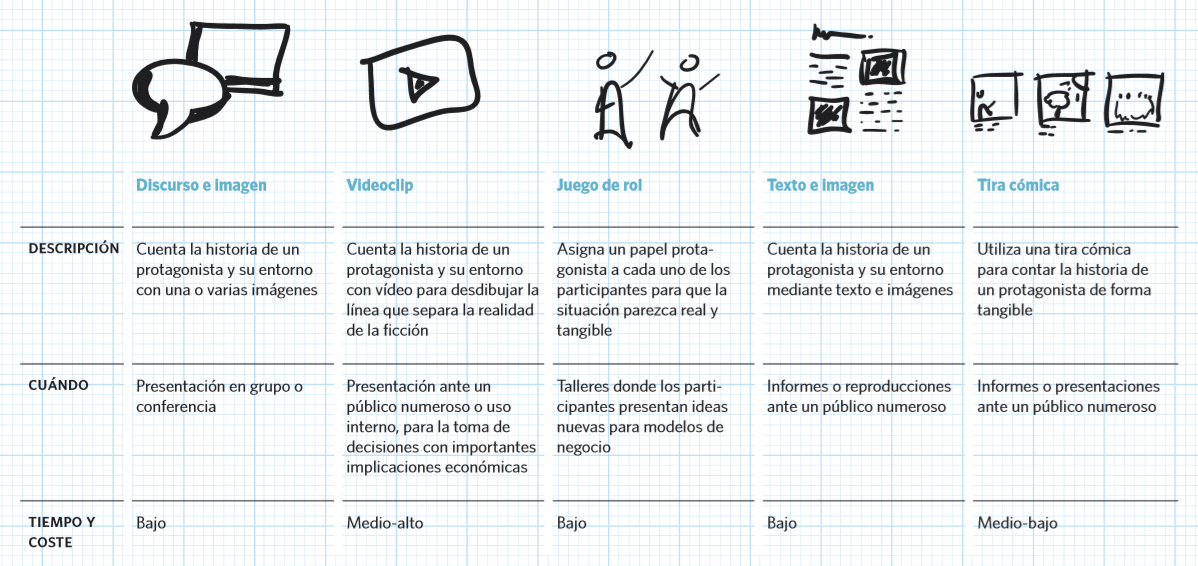 Discurso e imagen
Videoclip
Juego de rol
Texto e imagen
Tira cómica
DESCRIPCIÓN
Cuenta la historia de un
protagonista y su entorno
con una o varias imágenes
Cuenta la historia de un
protagonista y su entorno
con vídeo para desdibujar la
línea que separa la realidad
de la ficción
Asigna un papel prota-
gonista a cada uno de los
participantes para que la
situación parezca real y
tangible
Cuenta la historia de un
protagonista y su entorno
mediante texto e imágenes
Utiliza una tira cómica
para contar la historia de
un protagonista de forma
tangible
CUÁNDO
Presentación en grupo o
conferencia
Presentación ante un
público numeroso o uso
interno, para la toma de
decisiones con importantes
implicaciones económicas
Talleres donde los parti-
cipantes presentan ideas
nuevas para modelos de
negocio
Informes o reproducciones
ante un público numeroso
Informes o presentaciones
ante un público numeroso
TIEMPO Y
COSTE
Bajo
Medio-alto
Bajo
Bajo
Medio-bajo